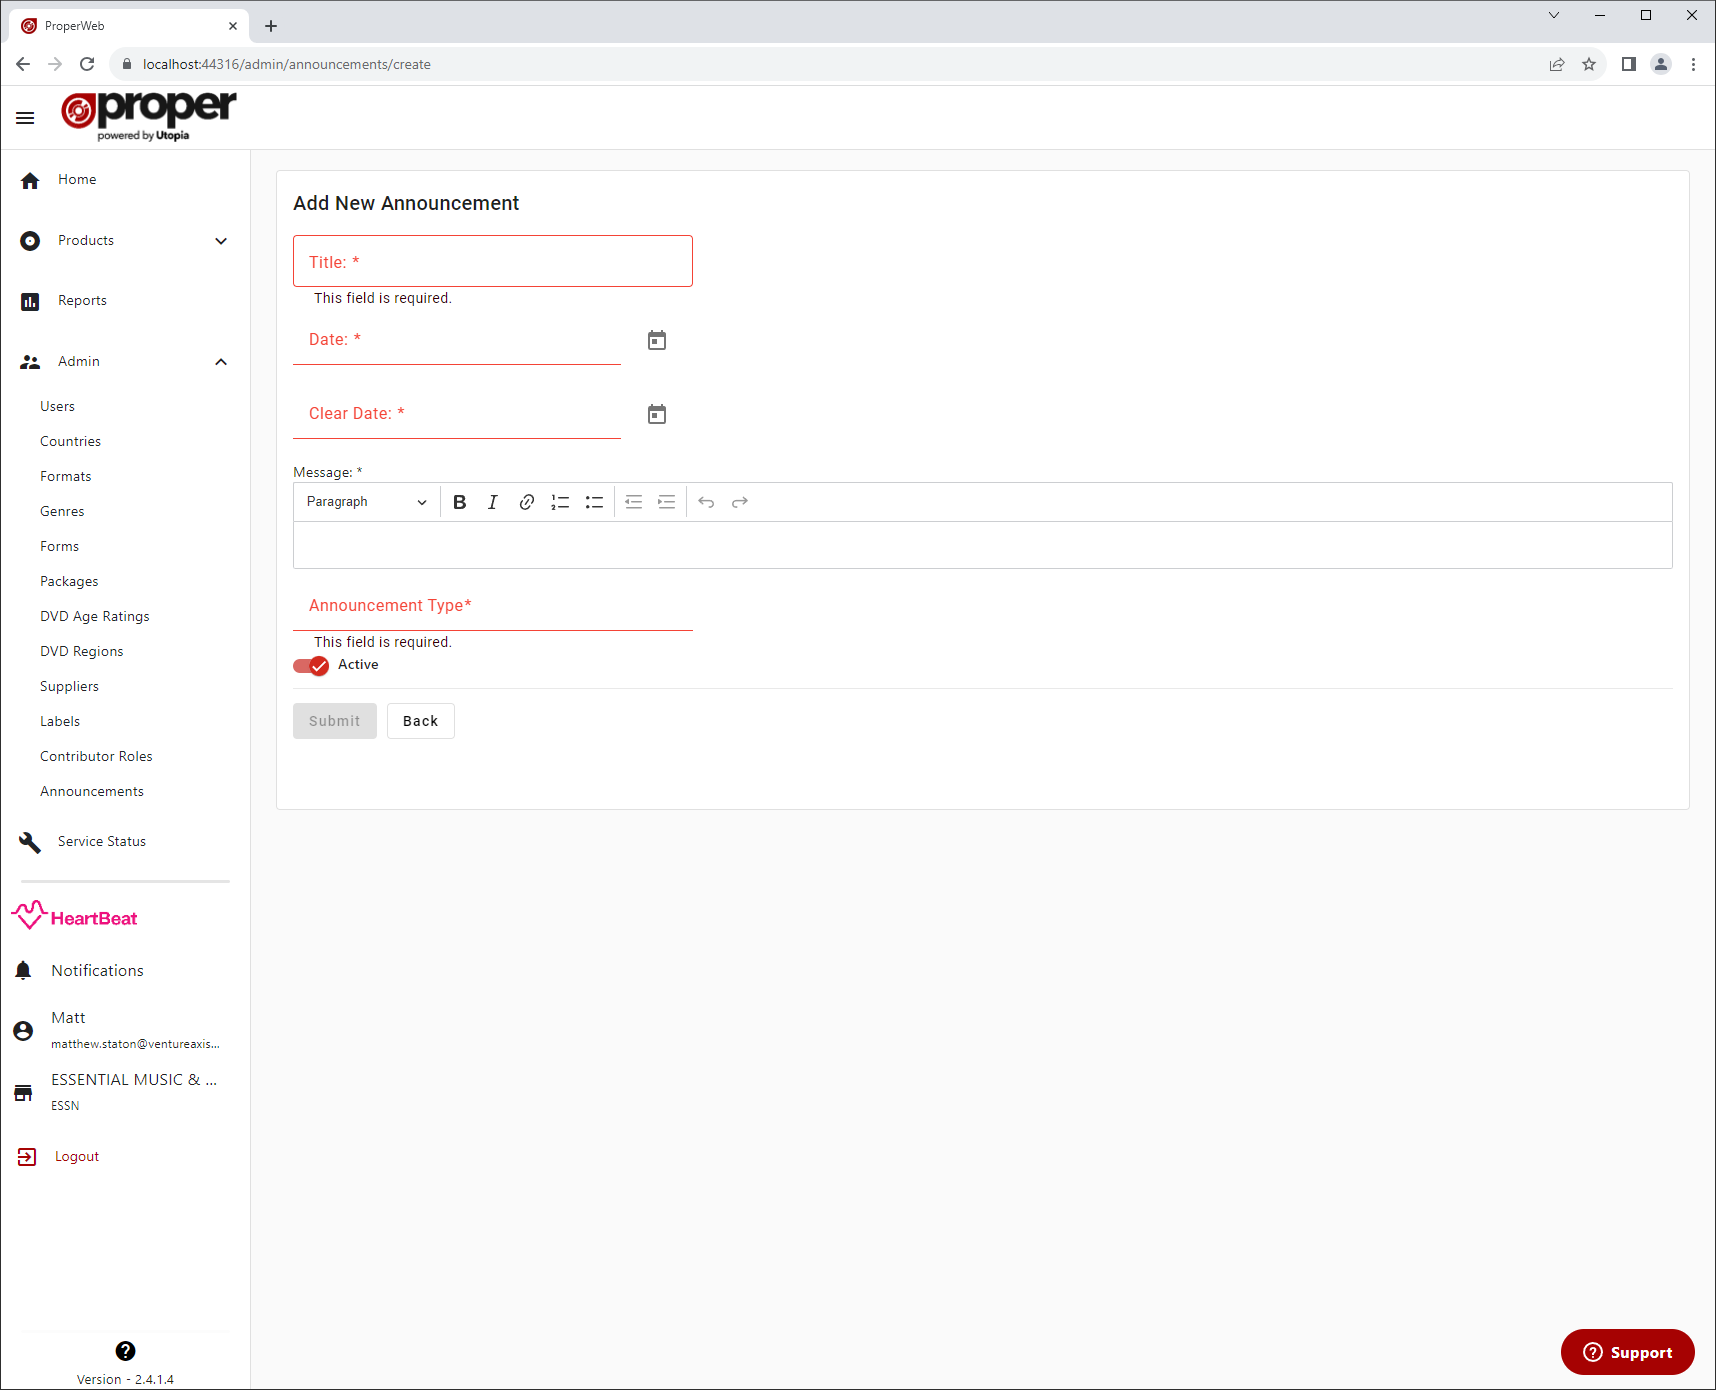 ProperWeb
localhost:44316/admin/announcements/create
proper
powered by Utopia
Home
Products
Reports
Admin
Users
Countries
Formats
Genres
Forms
Packages
DVD Age Ratings
DVD Regions
Suppliers
Labels
Contributor Roles
Announcements
Service Status
HeartBeat
Notifications
Matt
matthew.staton@ventureaxis...
ESSENTIAL MUSIC & ...
ESSN
Logout
Version - 2.4.1.4
Add New Announcement
Title: *
This field is required.
Date: *
Clear Date: *
Message: *
Paragraph
Announcement Type*
This field is required.
Active
Submit Back
Support